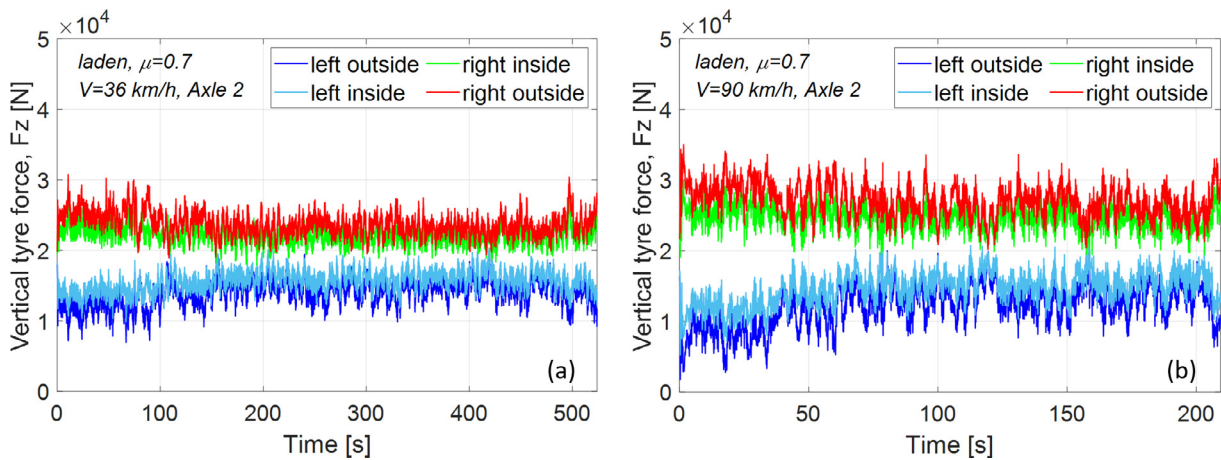 ×10⁴
5
4
3
2
1
0
Vertical tyre force, Fz [N]
laden, μ=0.7
V=36 km/h, Axle 2
left outside
left inside
right inside
right outside
(a)
0
100
200
300
400
500
Time [s]
×10⁴
5
4
3
2
1
0
Vertical tyre force, Fz [N]
laden, μ=0.7
V=90 km/h, Axle 2
left outside
left inside
right inside
right outside
(b)
0
50
100
150
200
Time [s]